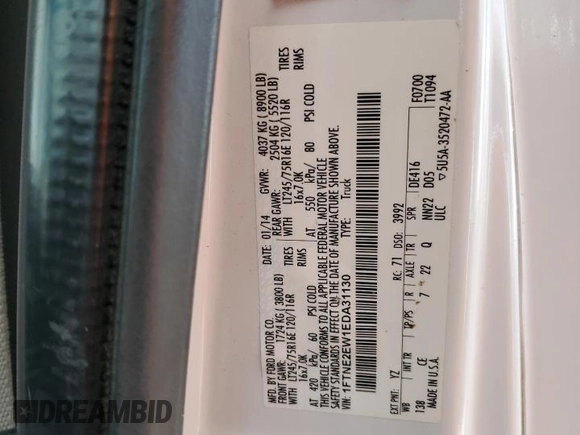 MFD. BY FORD MOTOR CO.
DATE: 01/14 GVWR: 4037 KG ( 8900 LB)
FRONT GAWR: 1724 KG ( 3800 LB) REAR GAWR: 2504 KG ( 5520 LB)
WITH LT245/75R16E 120/116R TIRES WITH LT245/75R16E 120/116R TIRES
16x7.0K RIMS 16x7.0K RIMS
AT 420 kPa/ 60 PSI COLD AT 550 kPa/ 80 PSI COLD
THIS VEHICLE CONFORMS TO ALL APPLICABLE FEDERAL MOTOR VEHICLE
SAFETY STANDARDS IN EFFECT ON THE DATE OF MANUFACTURE SHOWN ABOVE.
VIN: 1FTNE2EW1EDA31130 TYPE: Truck
F0700
T1094
EXT PNT: YZ RC: 71 DSO: 3992
WB INT TR TP/PS R AXLE TR SPR DE416
138 CE 7 22 Q NN22 D05
MADE IN U.S.A. ULC ▽5U5A-3520472-AA
DREAMBID